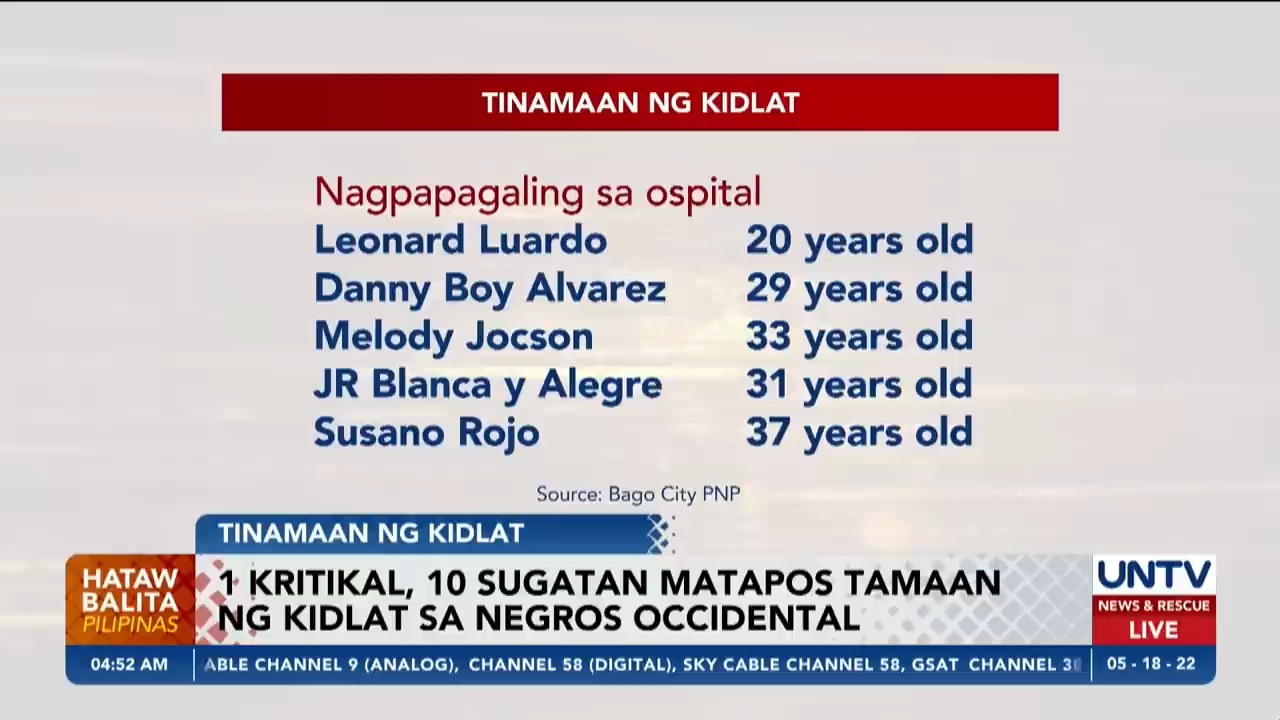 TINAMAAN NG KIDLAT
Nagpapagaling sa ospital
Leonard Luardo 20 years old
Danny Boy Alvarez 29 years old
Melody Jocson 33 years old
JR Blanca y Alegre 31 years old
Susano Rojo 37 years old
Source: Bago City PNP
TINAMAAN NG KIDLAT
HATAW
BALITA
PILIPINAS
1 KRITIKAL, 10 SUGATAN MATAPOS TAMAAN
NG KIDLAT SA NEGROS OCCIDENTAL
UNTV
NEWS & RESCUE
LIVE
04:52 AM
ABLE CHANNEL 9 (ANALOG), CHANNEL 58 (DIGITAL), SKY CABLE CHANNEL 58, GSAT CHANNEL
05 - 18 - 22